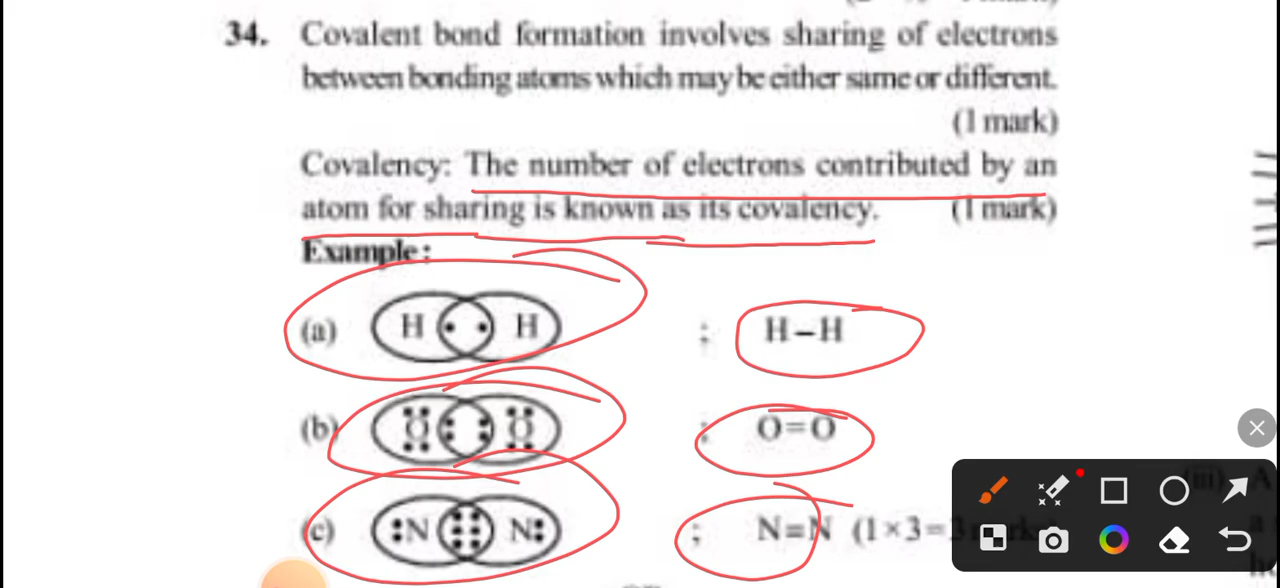 34. Covalent bond formation involves sharing of electrons
between bonding atoms which may be either same or different.
(1 mark)
Covalency: The number of electrons contributed by an
atom for sharing is known as its covalency. (1 mark)
Example:
(a) H H ; H–H
(b) O O ; O=O
(c) N N ; N≡N (1×3=3